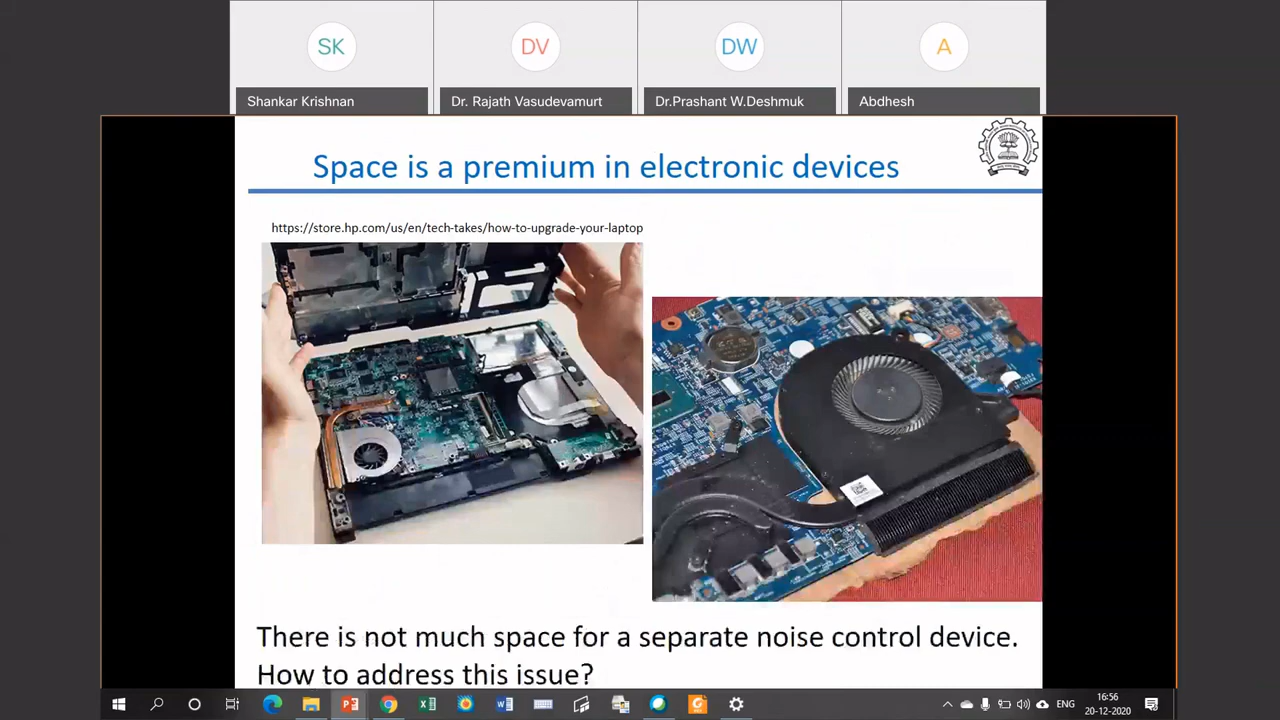 SK
DV
DW
A
Shankar Krishnan
Dr. Rajath Vasudevamurt
Dr.Prashant W.Deshmuk
Abdhesh
Space is a premium in electronic devices
https://store.hp.com/us/en/tech-takes/how-to-upgrade-your-laptop
There is not much space for a separate noise control device.
How to address this issue?
ENG
16:56
20-12-2020